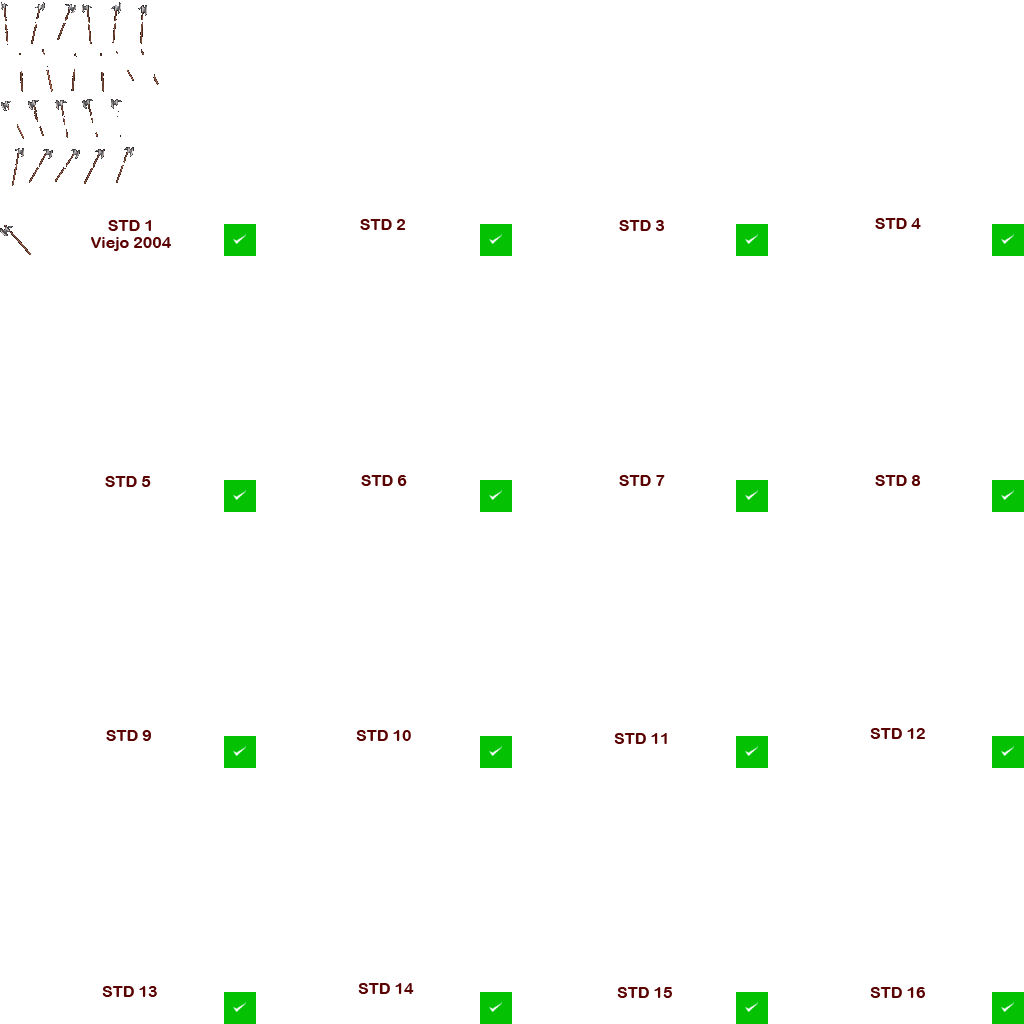 STD 1
Viejo 2004
STD 2
STD 3
STD 4
STD 5
STD 6
STD 7
STD 8
STD 9
STD 10
STD 11
STD 12
STD 13
STD 14
STD 15
STD 16